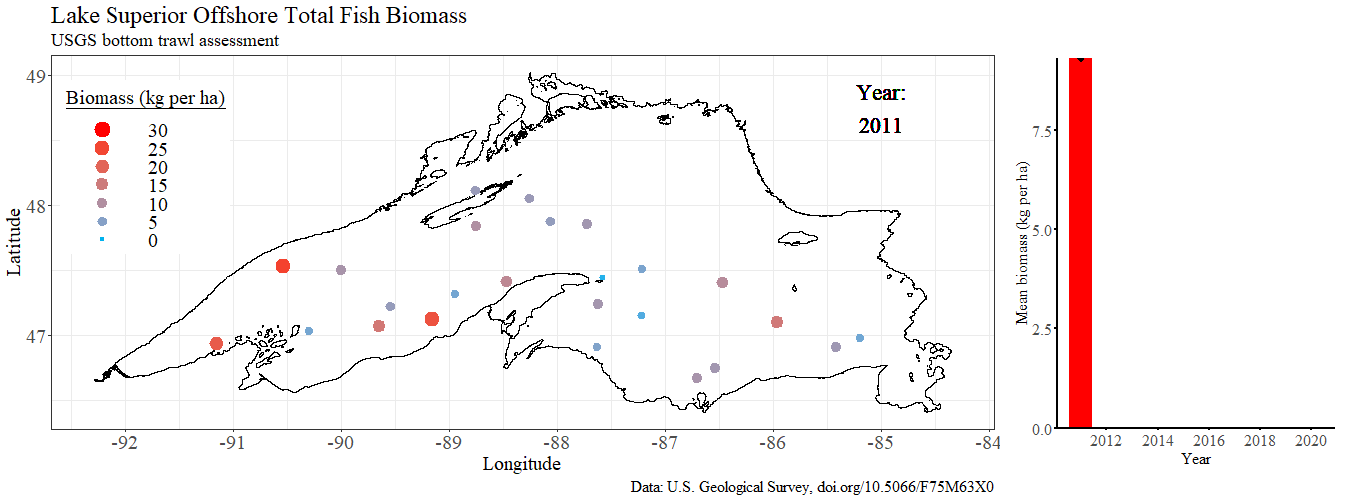 Lake Superior Offshore Total Fish Biomass
USGS bottom trawl assessment
Biomass (kg per ha)
30
25
20
15
10
5
0
Year:
2011
49
48
47
Latitude
-92 -91 -90 -89 -88 -87 -86 -85 -84
Longitude
Data: U.S. Geological Survey, doi.org/10.5066/F75M63X0
7.5
5.0
2.5
0.0
Mean biomass (kg per ha)
2012 2014 2016 2018 2020
Year